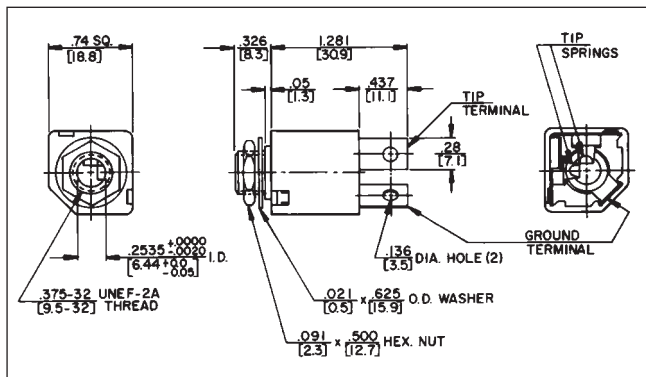 .74 SQ.
[18.8]
.326
[8.3]
1.281
[30.9]
.05
[1.3]
.437
[11.1]
TIP
TERMINAL
.28
[7.1]
TIP
SPRINGS
.2535 +.0000 -.0020 I.D.
[6.44 +0.0 -0.05]
.375-32 UNEF-2A
[9.5-32] THREAD
.136 DIA. HOLE (2)
[3.5]
GROUND
TERMINAL
.021 x .625 O.D. WASHER
[0.5] [15.9]
.091 x .500 HEX. NUT
[2.3] [12.7]